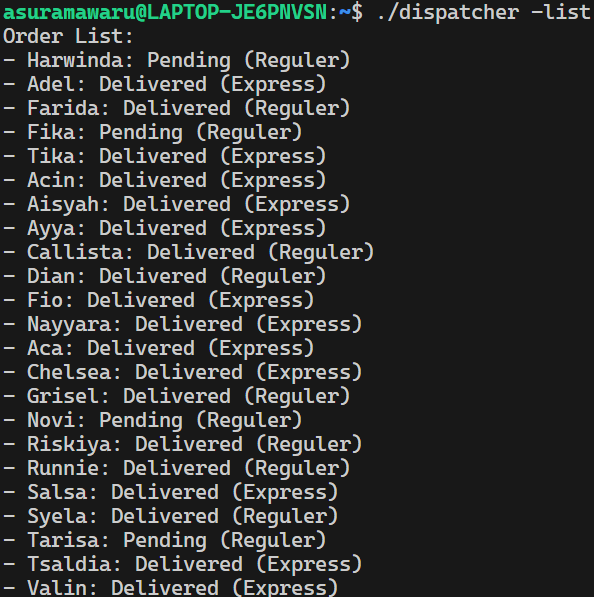 asuramawaru@LAPTOP-JE6PNVSN:~$ ./dispatcher -list
Order List:
- Harwinda: Pending (Reguler)
- Adel: Delivered (Express)
- Farida: Delivered (Reguler)
- Fika: Pending (Reguler)
- Tika: Delivered (Express)
- Acin: Delivered (Express)
- Aisyah: Delivered (Express)
- Ayya: Delivered (Express)
- Callista: Delivered (Reguler)
- Dian: Delivered (Reguler)
- Fio: Delivered (Express)
- Nayyara: Delivered (Express)
- Aca: Delivered (Express)
- Chelsea: Delivered (Express)
- Grisel: Delivered (Reguler)
- Novi: Pending (Reguler)
- Riskiya: Delivered (Reguler)
- Runnie: Delivered (Reguler)
- Salsa: Delivered (Express)
- Syela: Delivered (Reguler)
- Tarisa: Pending (Reguler)
- Tsaldia: Delivered (Express)
- Valin: Delivered (Express)